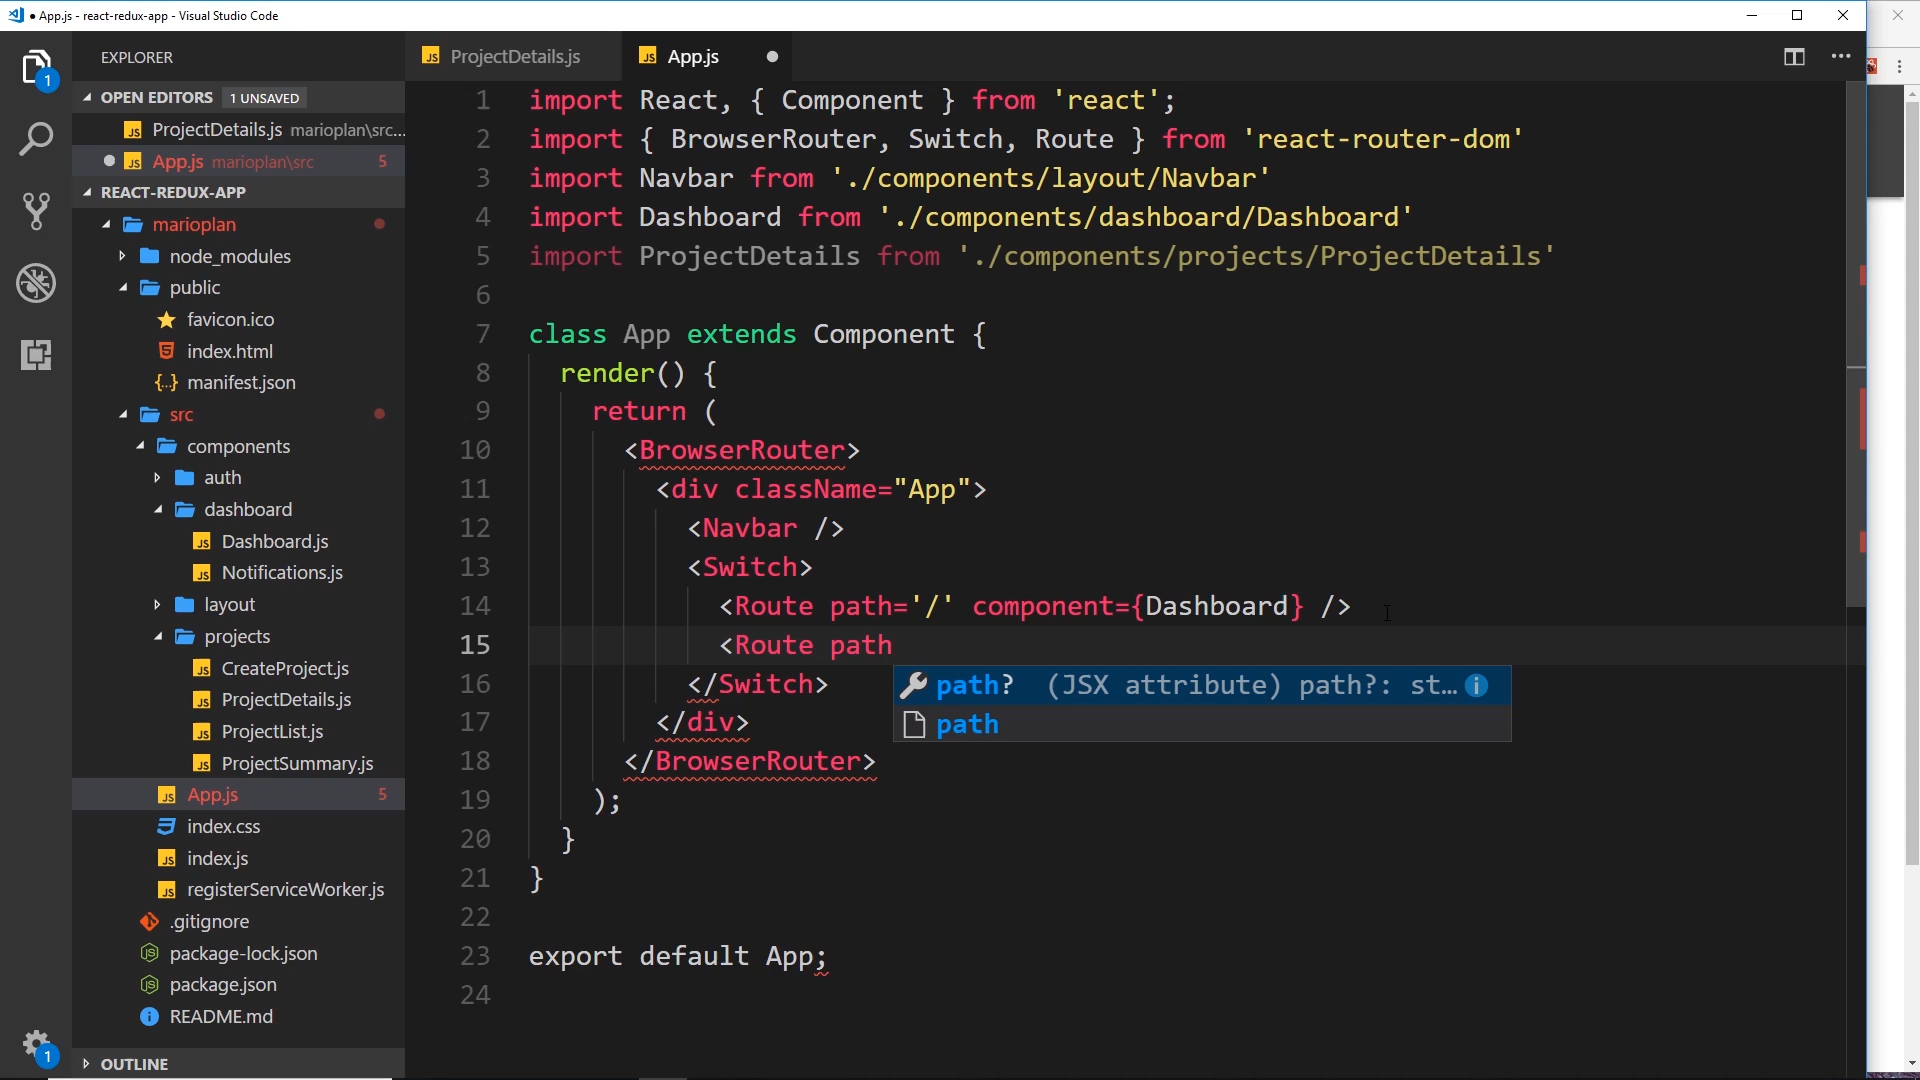 App.js - react-redux-app - Visual Studio Code
EXPLORER
OPEN EDITORS 1 UNSAVED
ProjectDetails.js marioplan\src...
App.js marioplan\src 5
REACT-REDUX-APP
marioplan
node_modules
public
favicon.ico
index.html
manifest.json
src
components
auth
dashboard
Dashboard.js
Notifications.js
layout
projects
CreateProject.js
ProjectDetails.js
ProjectList.js
ProjectSummary.js
App.js 5
index.css
index.js
registerServiceWorker.js
.gitignore
package-lock.json
package.json
README.md
OUTLINE
1
1
ProjectDetails.js
App.js
1 import React, { Component } from 'react';
2 import { BrowserRouter, Switch, Route } from 'react-router-dom'
3 import Navbar from './components/layout/Navbar'
4 import Dashboard from './components/dashboard/Dashboard'
5 import ProjectDetails from './components/projects/ProjectDetails'
6
7 class App extends Component {
8 render() {
9 return (
10 <BrowserRouter>
11 <div className="App">
12 <Navbar />
13 <Switch>
14 <Route path='/' component={Dashboard} />
15 <Route path
16 </Switch>
17 </div>
18 </BrowserRouter>
19 );
20 }
21 }
22
23 export default App;
24
path? (JSX attribute) path?: st...
path